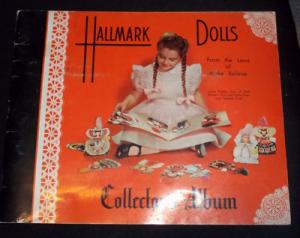 HALLMARK DOLLS
From the Land
of
Make Believe
Collector's Album